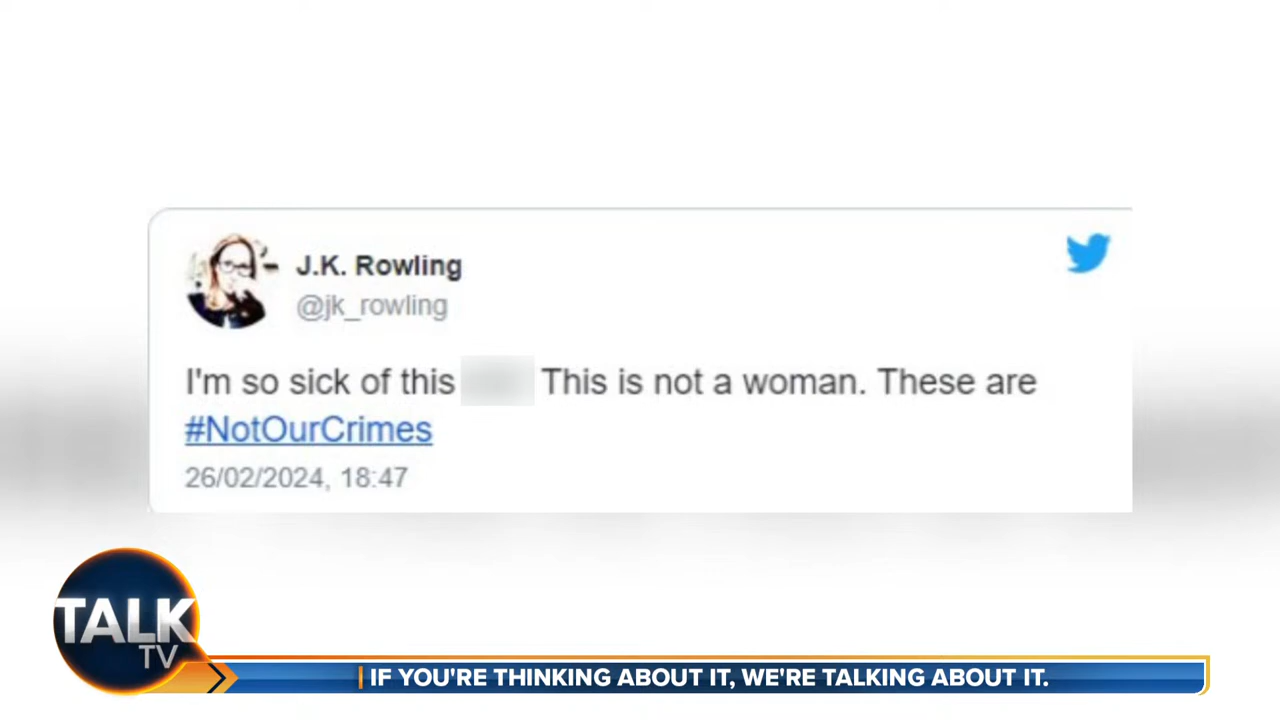 J.K. Rowling
@jk_rowling
I'm so sick of this This is not a woman. These are
#NotOurCrimes
26/02/2024, 18:47
TALK
TV
IF YOU'RE THINKING ABOUT IT, WE'RE TALKING ABOUT IT.